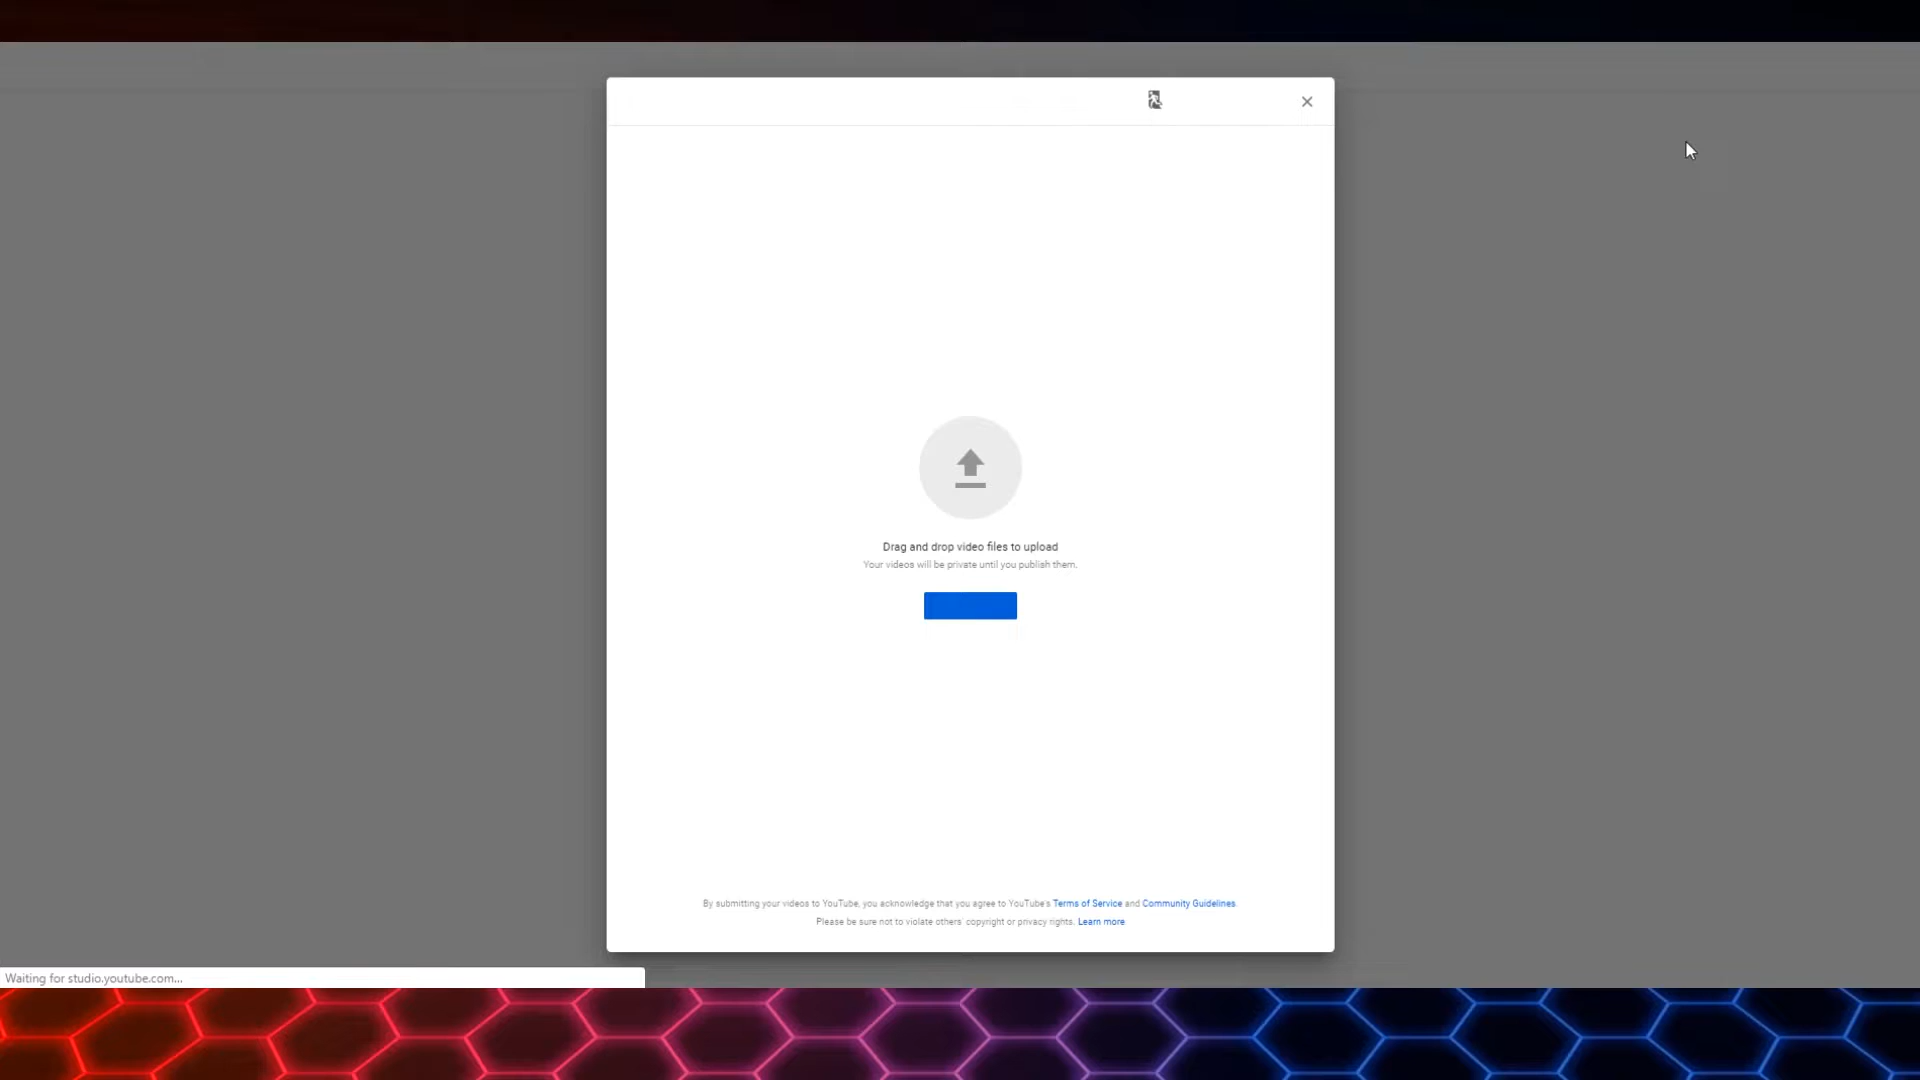 Drag and drop video files to upload
Your videos will be private until you publish them.
By submitting your videos to YouTube, you acknowledge that you agree to YouTube's Terms of Service and Community Guidelines.
Please be sure not to violate others' copyright or privacy rights. Learn more
Waiting for studio.youtube.com...